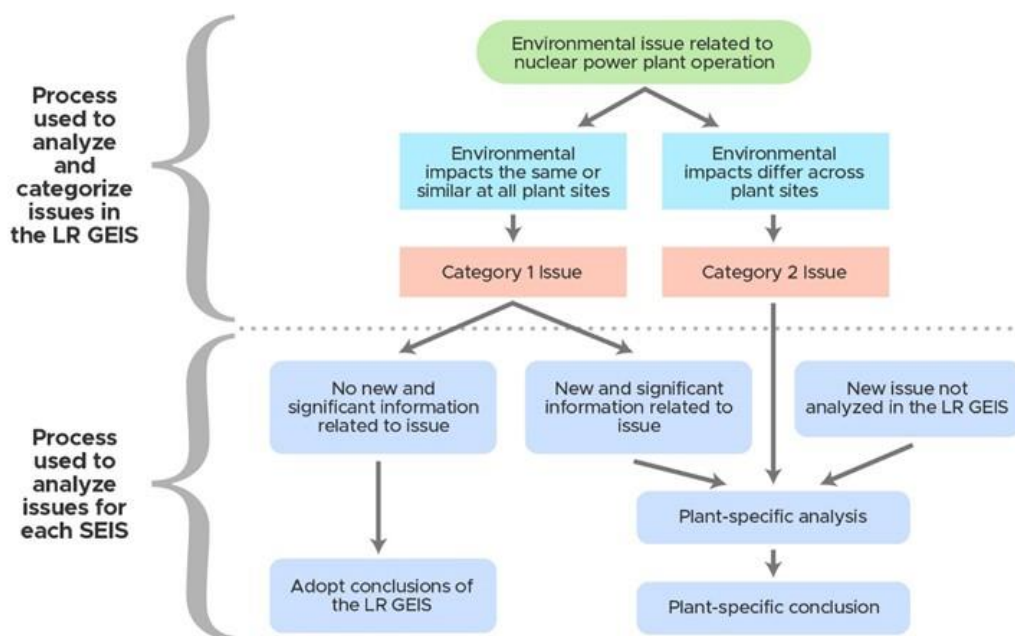 Environmental issue related to
nuclear power plant operation
Process
used to
analyze
and
categorize
issues in
the LR GEIS
Environmental
impacts the same or
similar at all plant sites
Environmental
impacts differ across
plant sites
Category 1 Issue
Category 2 Issue
Process
used to
analyze
issues for
each SEIS
No new and
significant information
related to issue
New and significant
information related to
issue
New issue not
analyzed in the LR GEIS
Plant-specific analysis
Adopt conclusions of
the LR GEIS
Plant-specific conclusion